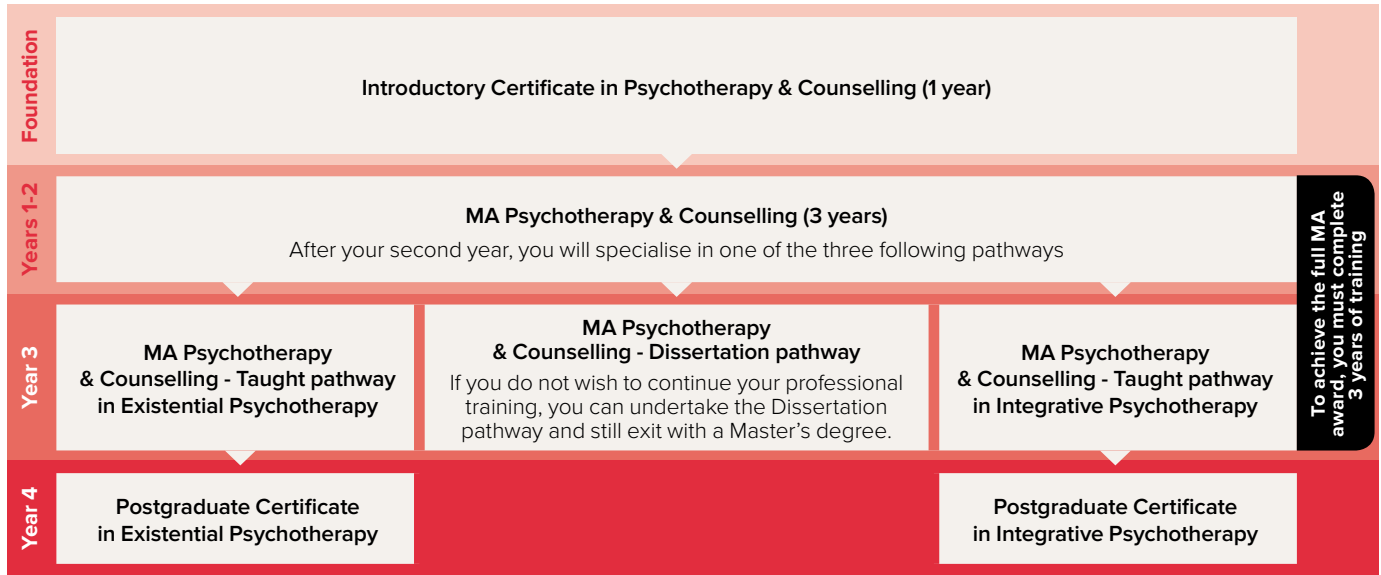 Foundation
Introductory Certificate in Psychotherapy & Counselling (1 year)
Years 1-2
MA Psychotherapy & Counselling (3 years)
After your second year, you will specialise in one of the three following pathways
To achieve the full MA
award, you must complete
3 years of training
Year 3
MA Psychotherapy
& Counselling - Taught pathway
in Existential Psychotherapy
MA Psychotherapy
& Counselling - Dissertation pathway
If you do not wish to continue your professional
training, you can undertake the Dissertation
pathway and still exit with a Master’s degree.
MA Psychotherapy
& Counselling - Taught pathway
in Integrative Psychotherapy
Year 4
Postgraduate Certificate
in Existential Psychotherapy
Postgraduate Certificate
in Integrative Psychotherapy